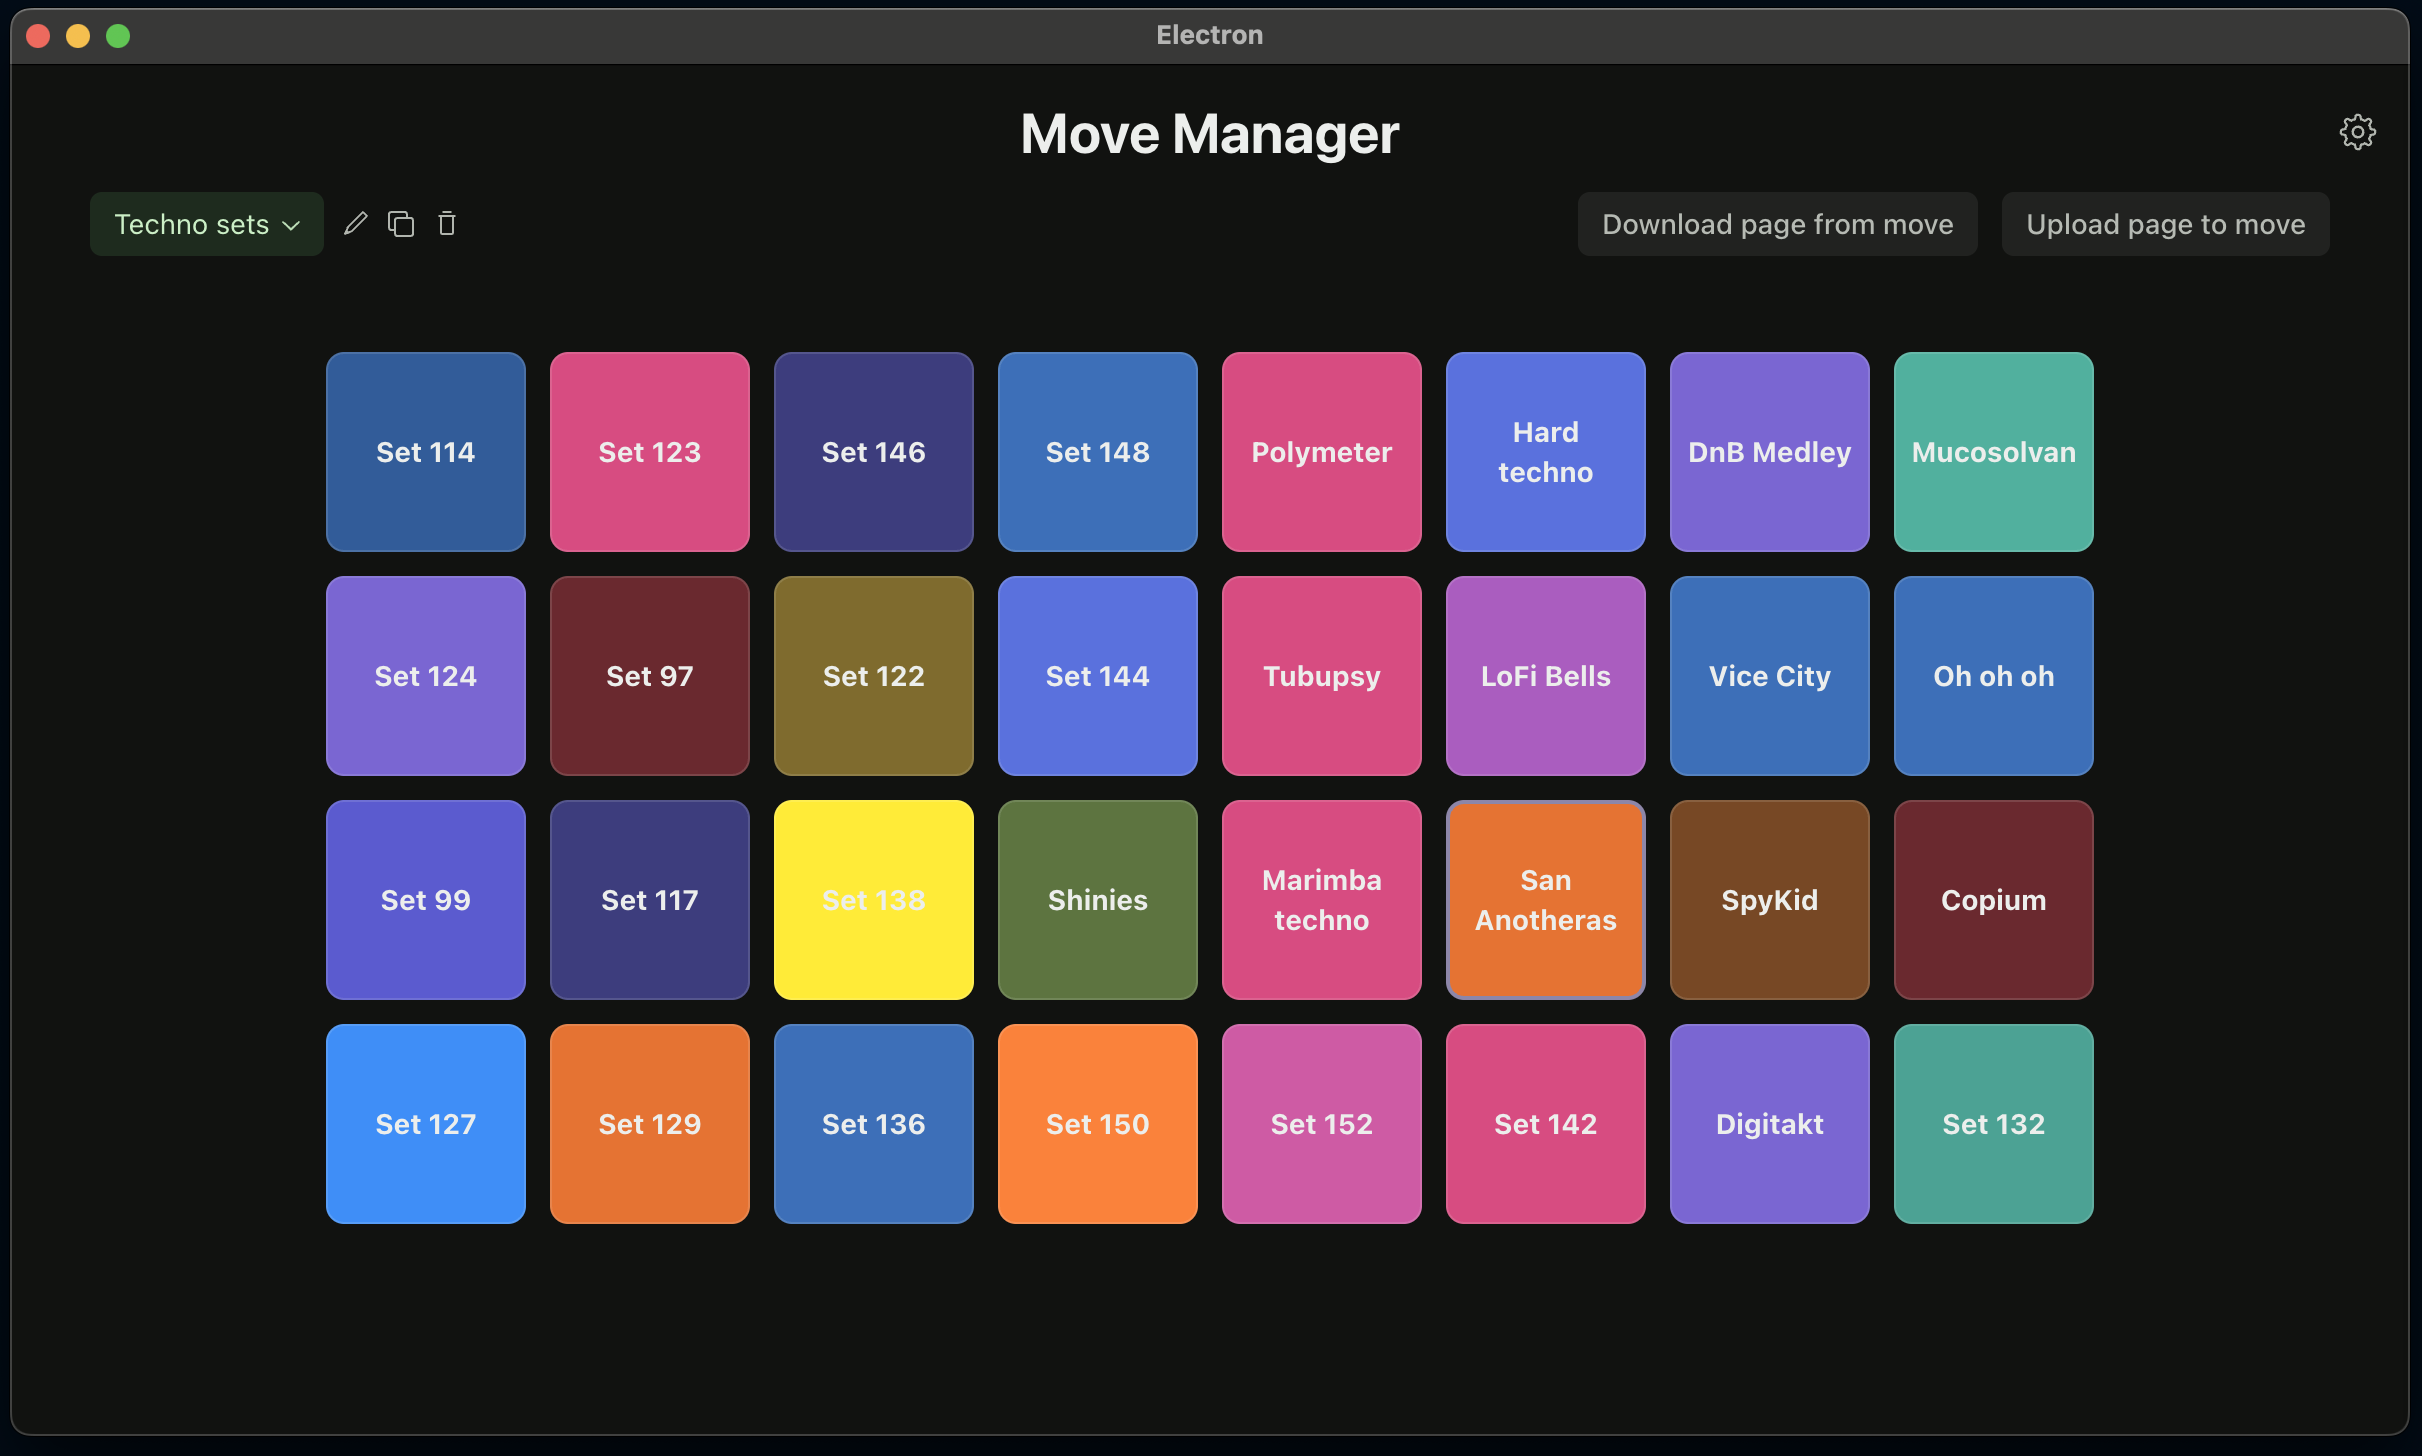 Electron
Move Manager
Techno sets
Download page from move
Upload page to move
Set 114
Set 123
Set 146
Set 148
Polymeter
Hard
techno
DnB Medley
Mucosolvan
Set 124
Set 97
Set 122
Set 144
Tubupsy
LoFi Bells
Vice City
Oh oh oh
Set 99
Set 117
Set 138
Shinies
Marimba
techno
San
Anotheras
SpyKid
Copium
Set 127
Set 129
Set 136
Set 150
Set 152
Set 142
Digitakt
Set 132